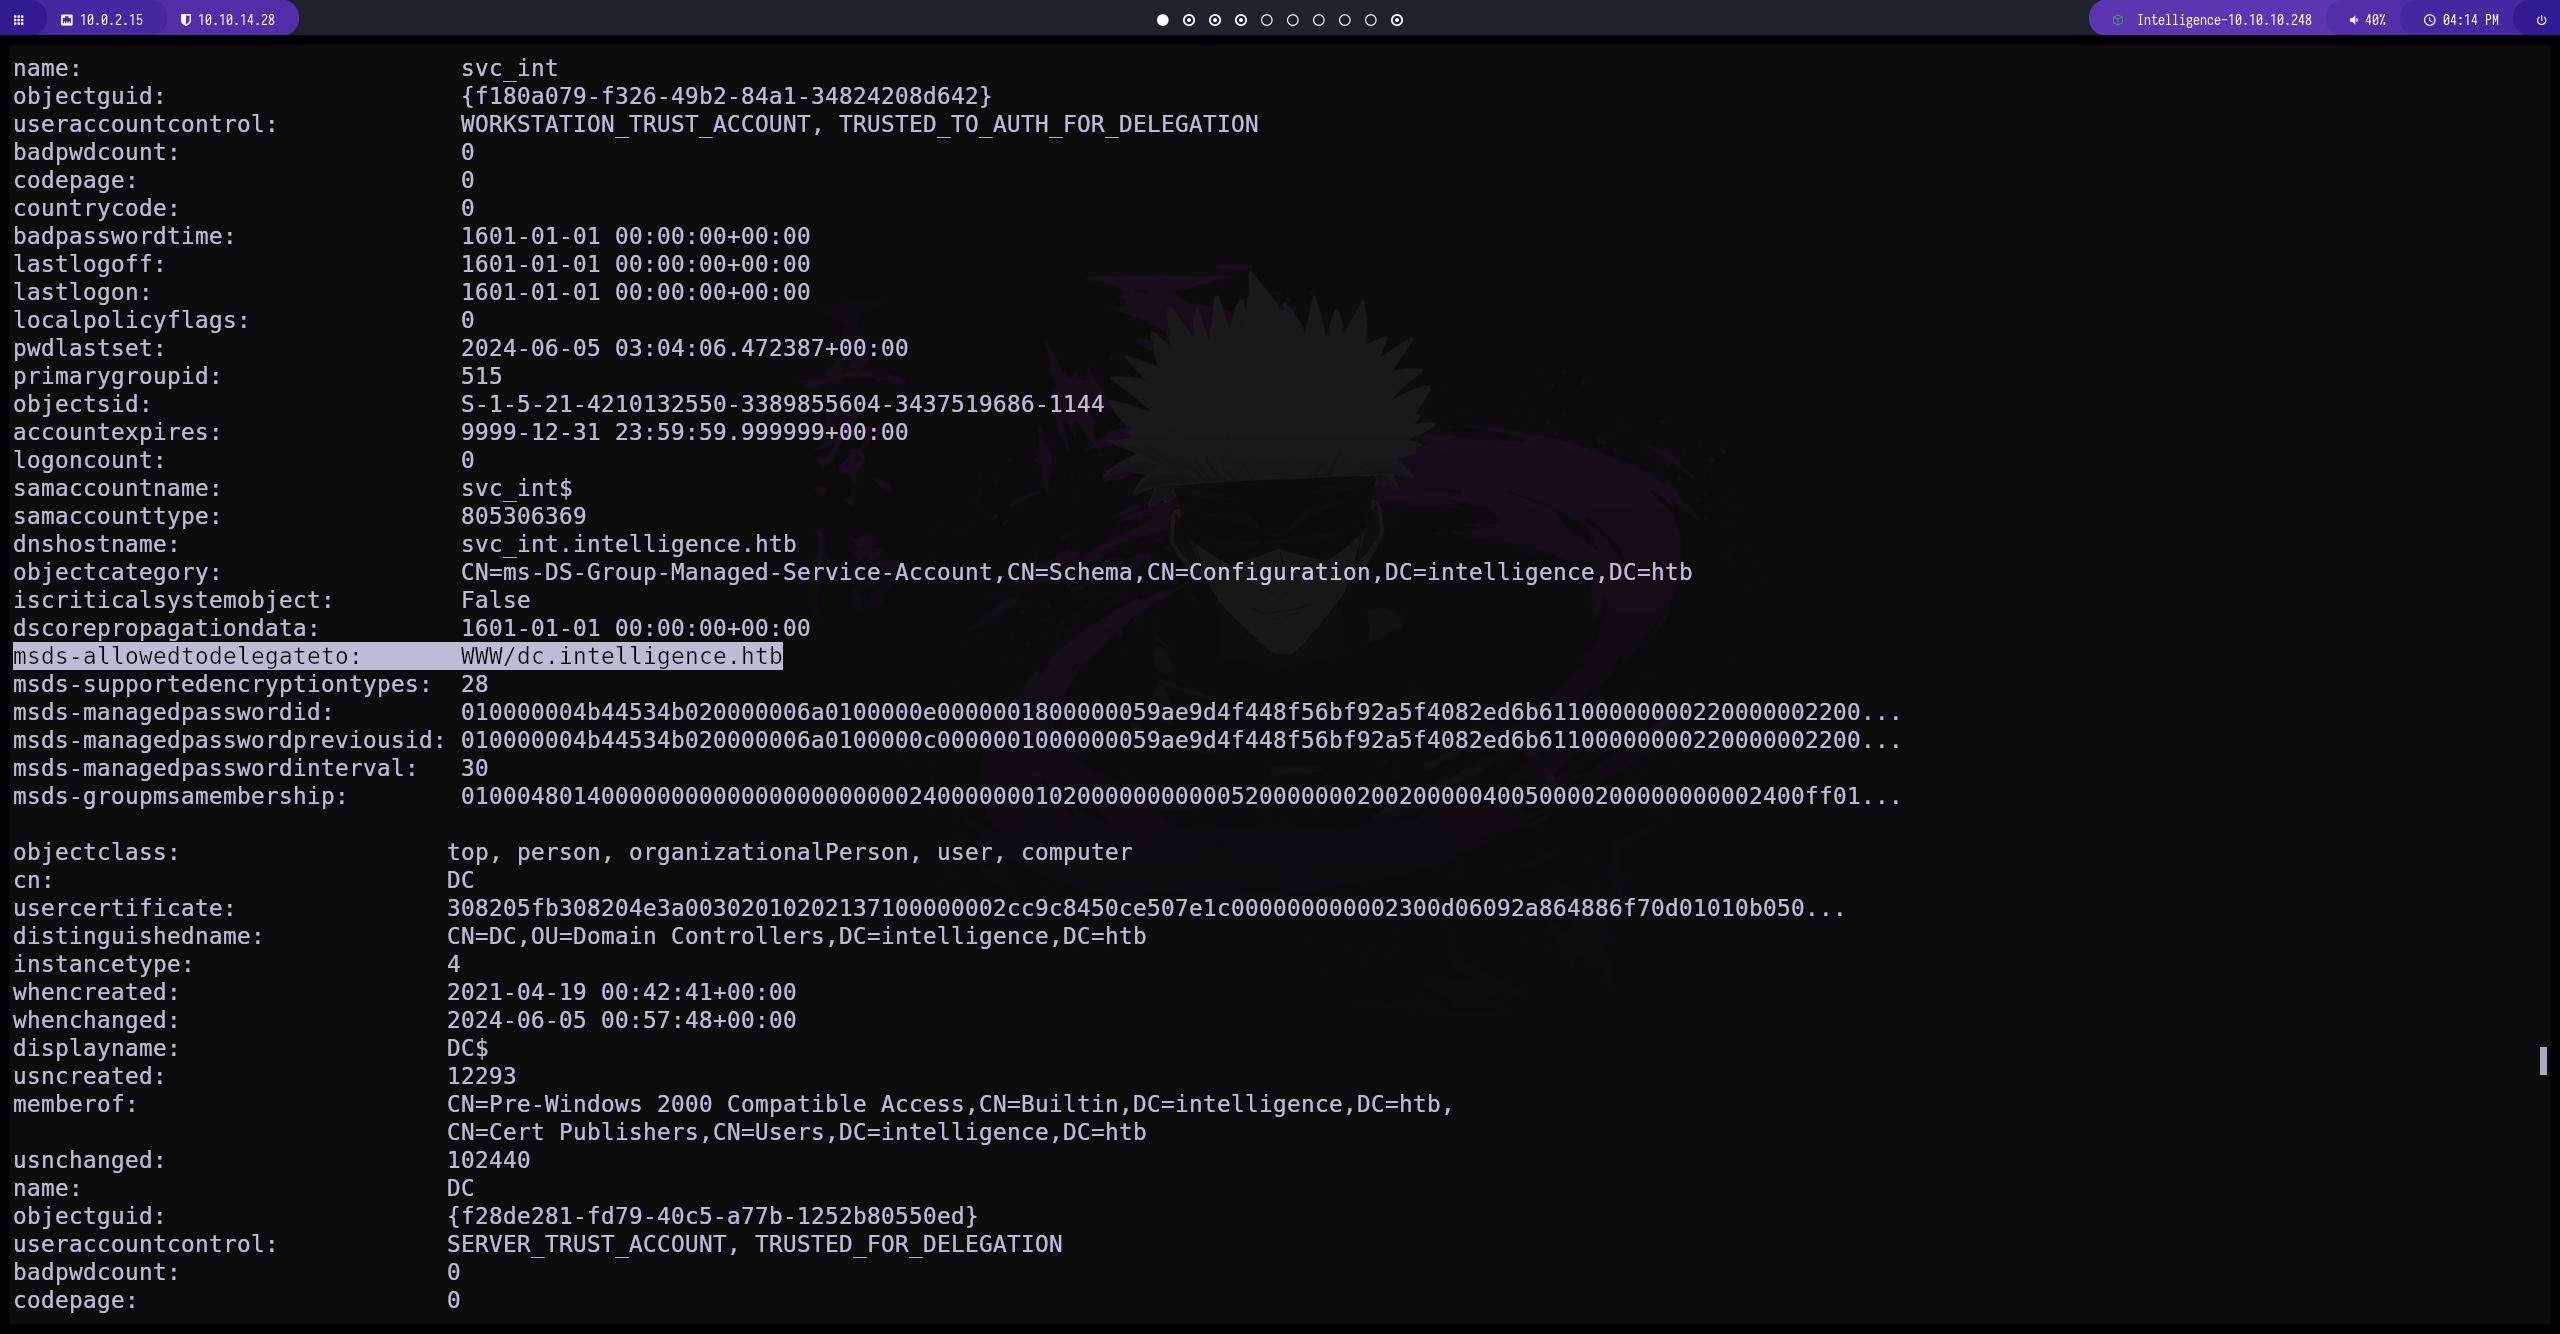 10.0.2.15 10.10.14.28 Intelligence-10.10.10.248 40% 04:14 PM
name: svc_int
objectguid: {f180a079-f326-49b2-84a1-34824208d642}
useraccountcontrol: WORKSTATION_TRUST_ACCOUNT, TRUSTED_TO_AUTH_FOR_DELEGATION
badpwdcount: 0
codepage: 0
countrycode: 0
badpasswordtime: 1601-01-01 00:00:00+00:00
lastlogoff: 1601-01-01 00:00:00+00:00
lastlogon: 1601-01-01 00:00:00+00:00
localpolicyflags: 0
pwdlastset: 2024-06-05 03:04:06.472387+00:00
primarygroupid: 515
objectsid: S-1-5-21-4210132550-3389855604-3437519686-1144
accountexpires: 9999-12-31 23:59:59.999999+00:00
logoncount: 0
samaccountname: svc_int$
samaccounttype: 805306369
dnshostname: svc_int.intelligence.htb
objectcategory: CN=ms-DS-Group-Managed-Service-Account,CN=Schema,CN=Configuration,DC=intelligence,DC=htb
iscriticalsystemobject: False
dscorepropagationdata: 1601-01-01 00:00:00+00:00
msds-allowedtodelegateto: WWW/dc.intelligence.htb
msds-supportedencryptiontypes: 28
msds-managedpasswordid: 010000004b44534b020000006a0100000e0000001800000059ae9d4f448f56bf92a5f4082ed6b61100000000220000002200...
msds-managedpasswordpreviousid: 010000004b44534b020000006a0100000c0000001000000059ae9d4f448f56bf92a5f4082ed6b61100000000220000002200...
msds-managedpasswordinterval: 30
msds-groupmsamembership: 0100048014000000000000000000000024000000010200000000000520000000200200000400500002000000000002400ff01...
objectclass: top, person, organizationalPerson, user, computer
cn: DC
usercertificate: 308205fb308204e3a00302010202137100000002cc9c8450ce507e1c000000000002300d06092a864886f70d01010b050...
distinguishedname: CN=DC,OU=Domain Controllers,DC=intelligence,DC=htb
instancetype: 4
whencreated: 2021-04-19 00:42:41+00:00
whenchanged: 2024-06-05 00:57:48+00:00
displayname: DC$
usncreated: 12293
memberof: CN=Pre-Windows 2000 Compatible Access,CN=Builtin,DC=intelligence,DC=htb,
CN=Cert Publishers,CN=Users,DC=intelligence,DC=htb
usnchanged: 102440
name: DC
objectguid: {f28de281-fd79-40c5-a77b-1252b80550ed}
useraccountcontrol: SERVER_TRUST_ACCOUNT, TRUSTED_FOR_DELEGATION
badpwdcount: 0
codepage: 0